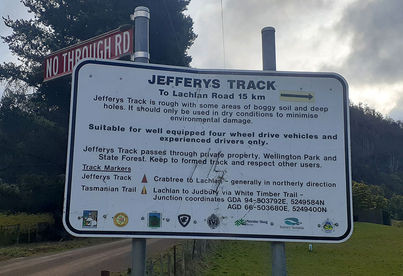 NO THROUGH RD
JEFFERYS TRACK
To Lachlan Road 15 km
Jefferys Track is rough with some areas of boggy soil and deep
holes. It should only be used in dry conditions to minimise
environmental damage.
Suitable for well equipped four wheel drive vehicles and
experienced drivers only.
Jefferys Track passes through private property, Wellington Park and
State Forest. Keep to formed track and respect other users.
Track Markers
Jefferys Track Crabtree to Lachlan - generally in northerly direction
Tasmanian Trail Lachlan to Judbury via White Timber Trail -
Junction coordinates GDA 94-503792E, 5249584N
AGD 66-503680E, 5249400N